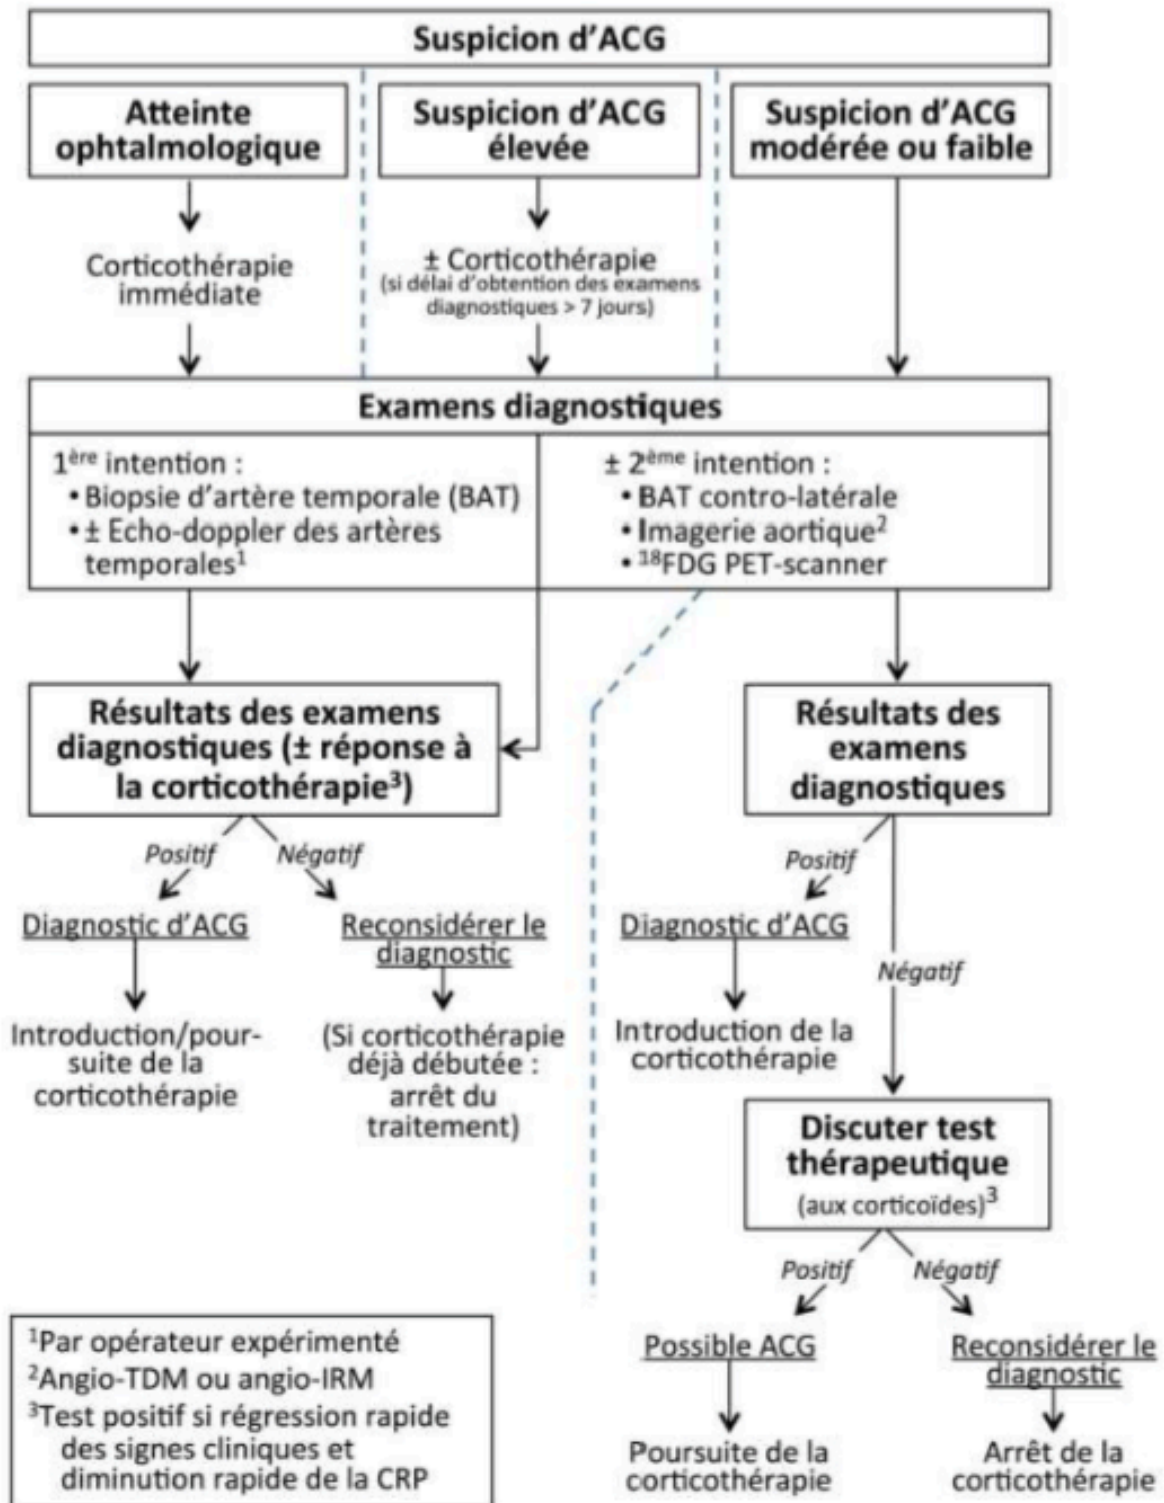 Suspicion d'ACG
Atteinte
ophtalmologique
Suspicion d'ACG
élevée
Suspicion d'ACG
modérée ou faible
Corticothérapie
immédiate
± Corticothérapie
(si délai d'obtention des examens
diagnostiques > 7 jours)
Examens diagnostiques
1ère intention :
• Biopsie d'artère temporale (BAT)
• ± Echo-doppler des artères
temporales1
± 2ème intention :
• BAT contro-latérale
• Imagerie aortique2
• 18FDG PET-scanner
Résultats des examens
diagnostiques (± réponse à
la corticothérapie3)
Positif
Négatif
Diagnostic d'ACG
Introduction/pour-
suite de la
corticothérapie
Reconsidérer le
diagnostic
(Si corticothérapie
déjà débutée :
arrêt du
traitement)
Résultats des
examens
diagnostiques
Positif
Négatif
Diagnostic d'ACG
Introduction de la
corticothérapie
Discuter test
thérapeutique
(aux corticoïdes)3
Positif
Négatif
Possible ACG
Poursuite de la
corticothérapie
Reconsidérer le
diagnostic
Arrêt de la
corticothérapie
1Par opérateur expérimenté
2Angio-TDM ou angio-IRM
3Test positif si régression rapide
des signes cliniques et
diminution rapide de la CRP